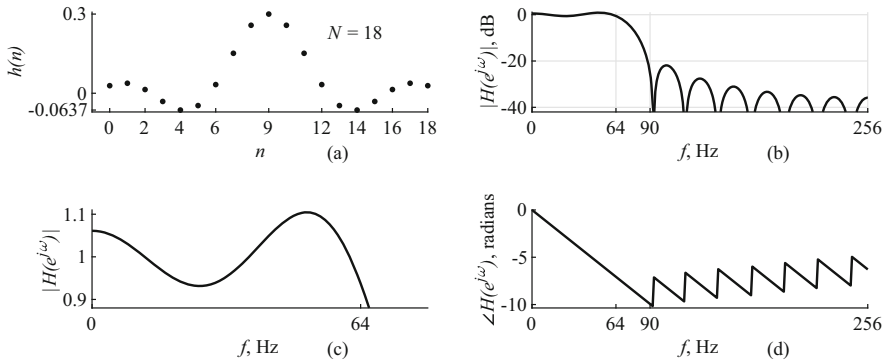 0.3
0
-0.0637
h(n)
N = 18
0 2 4 6 9 12 14 16 18
n
(a)
0
-20
-40
|H(e^{jω})|, dB
0 64 90 256
f, Hz
(b)
1.1
1
0.9
|H(e^{jω})|
0 64
f, Hz
(c)
0
-5
-10
∠H(e^{jω}), radians
0 64 90 256
f, Hz
(d)